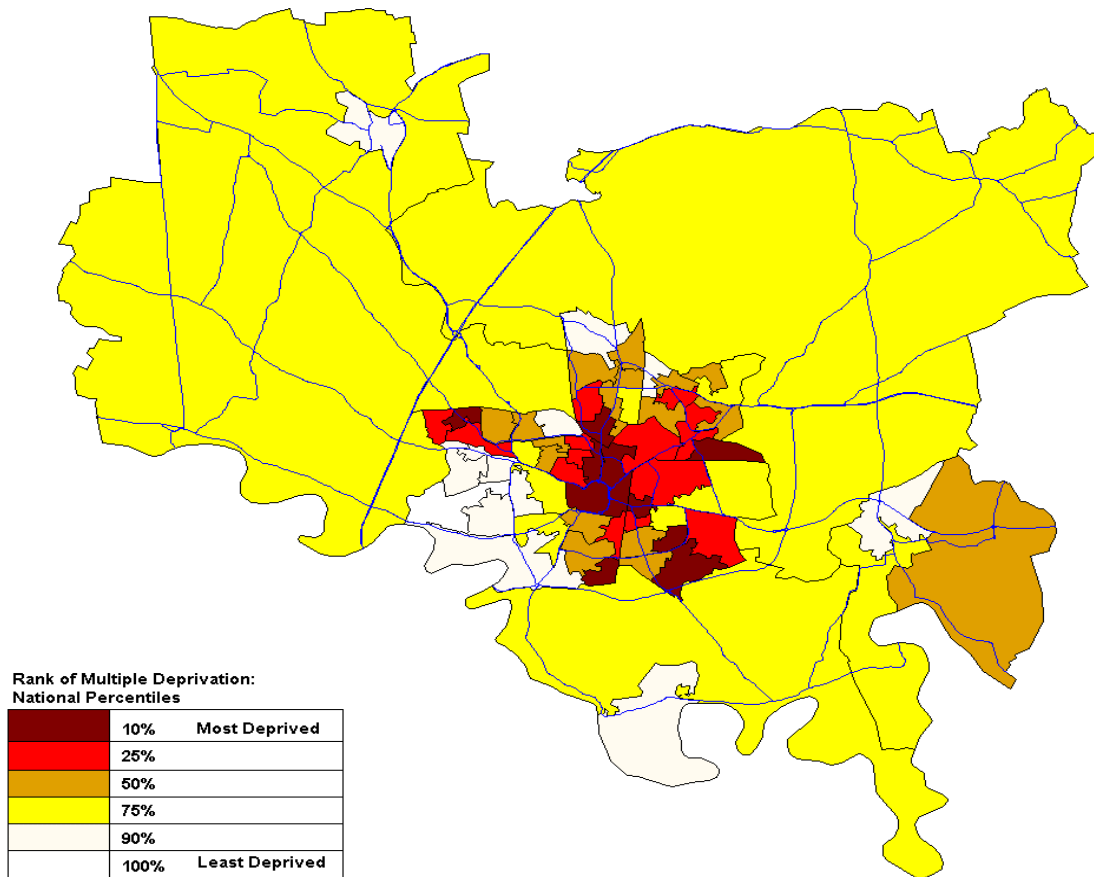 Rank of Multiple Deprivation:
National Percentiles
10% Most Deprived
25%
50%
75%
90%
100% Least Deprived